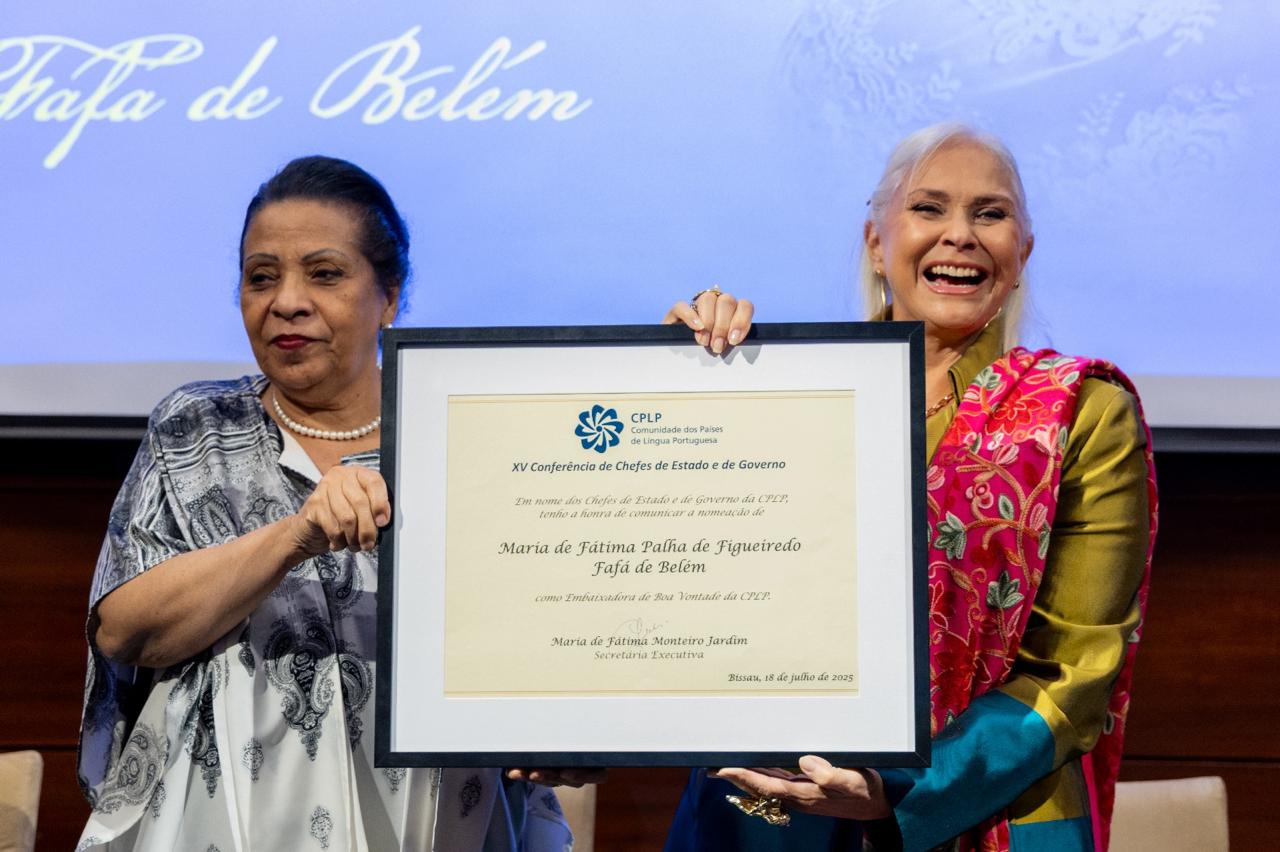 Fafa de Belém
CPLP
Comunidade dos Países
de Língua Portuguesa
XV Conferência de Chefes de Estado e de Governo
Em nome dos Chefes de Estado e de Governo da CPLP,
tenho a honra de comunicar a nomeação de
Maria de Fátima Palha de Figueiredo
Fafá de Belém
como Embaixadora de Boa Vontade da CPLP.
Maria de Fátima Monteiro Jardim
Secretária Executiva
Bissau, 18 de julho de 2025